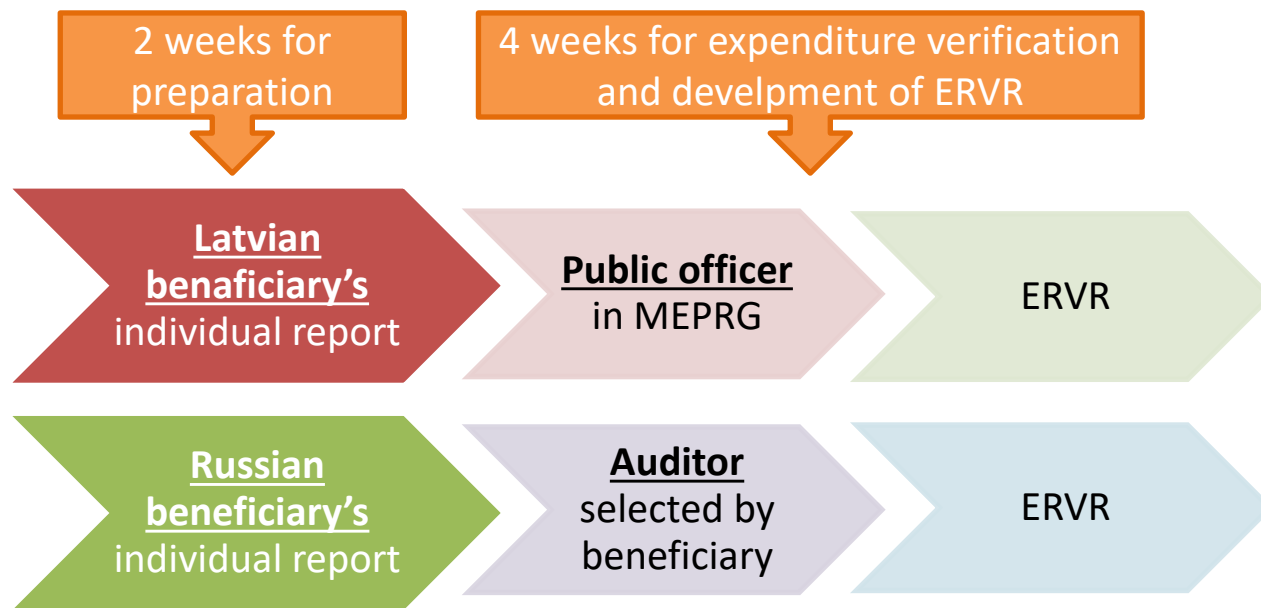 2 weeks for
preparation
4 weeks for expenditure verification
and develpment of ERVR
Latvian
benaficiary’s
individual report
Public officer
in MEPRG
ERVR
Russian
beneficiary’s
individual report
Auditor
selected by
beneficiary
ERVR